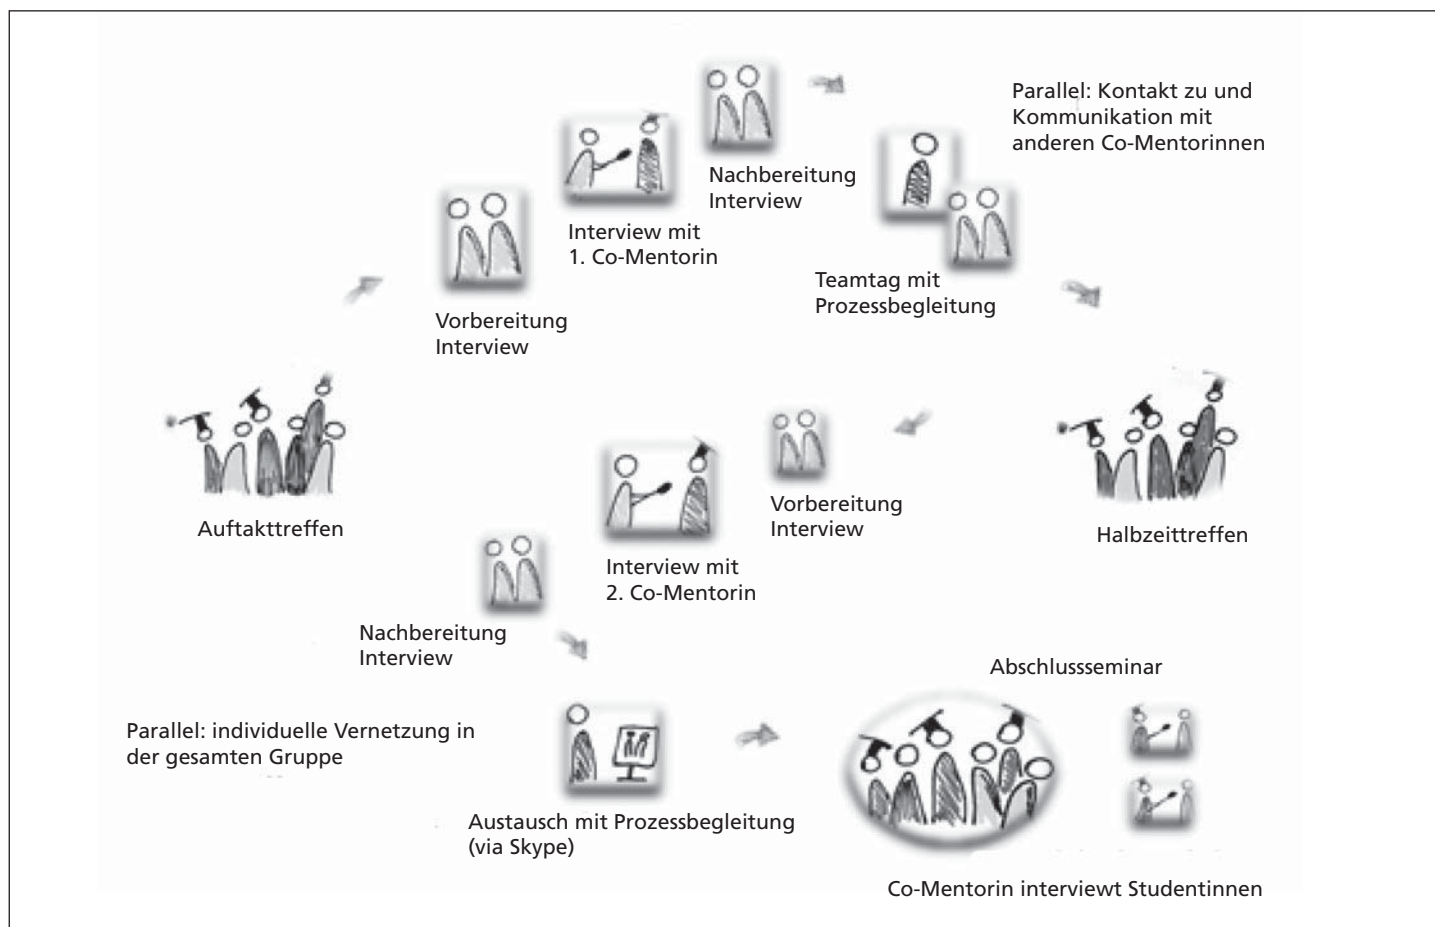 Parallel: Kontakt zu und
Kommunikation mit
anderen Co-Mentorinnen
Nachbereitung
Interview
Interview mit
1. Co-Mentorin
Teamtag mit
Prozessbegleitung
Vorbereitung
Interview
Auftakttreffen
Vorbereitung
Interview
Halbzeittreffen
Interview mit
2. Co-Mentorin
Nachbereitung
Interview
Abschlussseminar
Parallel: individuelle Vernetzung in
der gesamten Gruppe
Austausch mit Prozessbegleitung
(via Skype)
Co-Mentorin interviewt Studentinnen